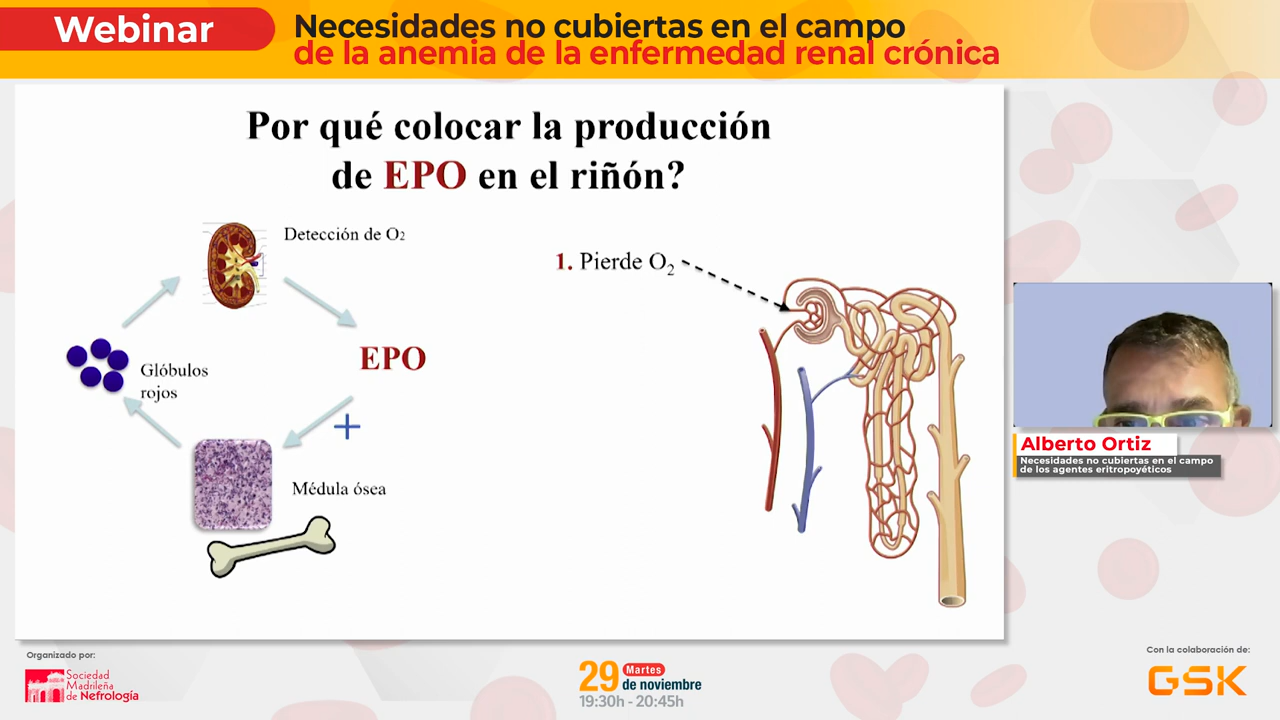 Webinar
Necesidades no cubiertas en el campo
de la anemia de la enfermedad renal crónica
Por qué colocar la producción
de EPO en el riñón?
Detección de O2
1. Pierde O2
EPO
Glóbulos
rojos
+
Médula ósea
Alberto Ortiz
Necesidades no cubiertas en el campo
de los agentes eritropoyéticos
Organizado por:
Sociedad
Madrileña
de Nefrología
29 Martes
de noviembre
19:30h - 20:45h
Con la colaboración de:
GSK